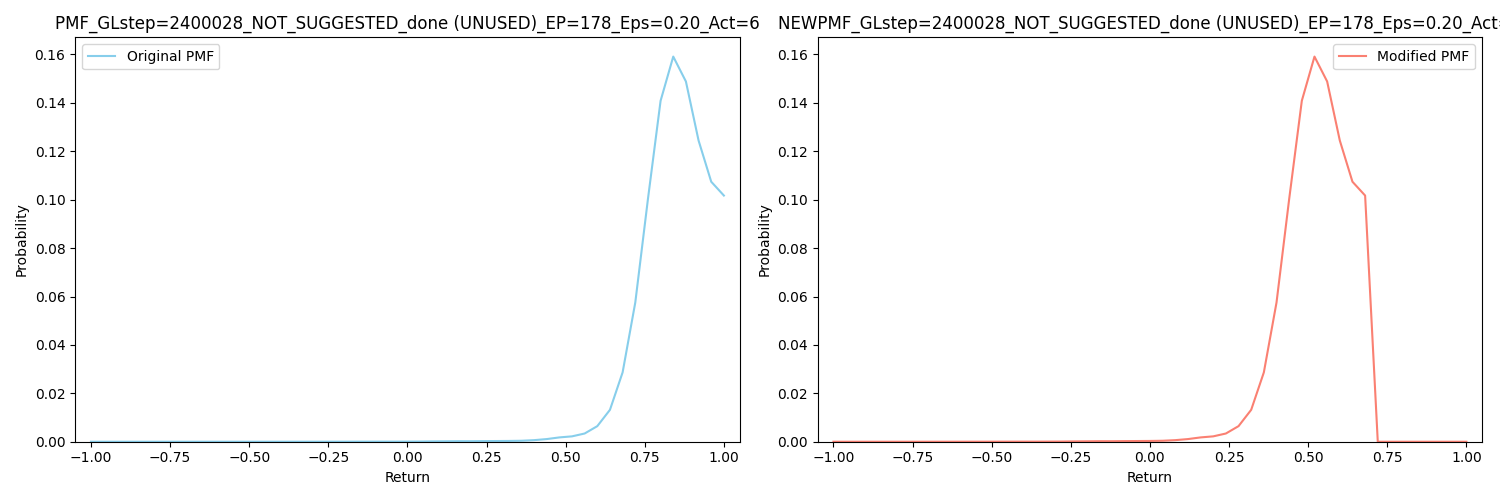 PMF_GLstep=2400028_NOT_SUGGESTED_done (UNUSED)_EP=178_Eps=0.20_Act=6
Original PMF
0.16
0.14
0.12
0.10
0.08
0.06
0.04
0.02
0.00
Probability
−1.00 −0.75 −0.50 −0.25 0.00 0.25 0.50 0.75 1.00
Return
NEWPMF_GLstep=2400028_NOT_SUGGESTED_done (UNUSED)_EP=178_Eps=0.20_Act=
Modified PMF
0.16
0.14
0.12
0.10
0.08
0.06
0.04
0.02
0.00
Probability
−1.00 −0.75 −0.50 −0.25 0.00 0.25 0.50 0.75 1.00
Return